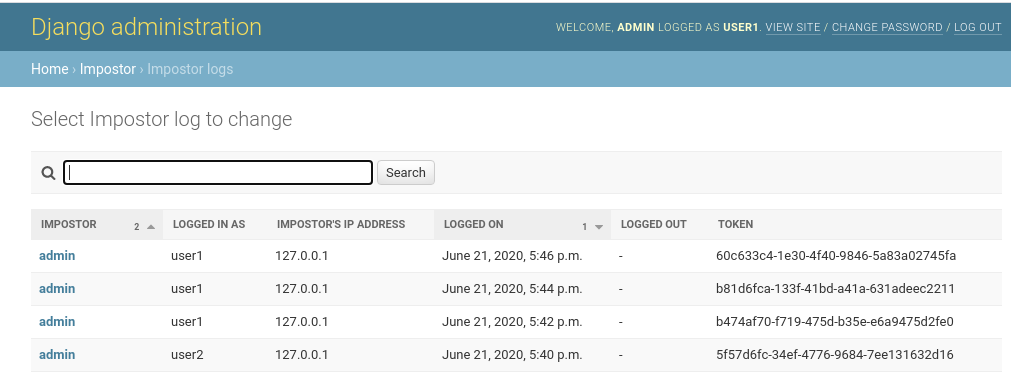 Django administration
WELCOME, ADMIN LOGGED AS USER1. VIEW SITE / CHANGE PASSWORD / LOG OUT
Home › Impostor › Impostor logs
Select Impostor log to change
Search
IMPOSTOR 2 LOGGED IN AS IMPOSTOR'S IP ADDRESS LOGGED ON 1 LOGGED OUT TOKEN
admin user1 127.0.0.1 June 21, 2020, 5:46 p.m. - 60c633c4-1e30-4f40-9846-5a83a02745fa
admin user1 127.0.0.1 June 21, 2020, 5:44 p.m. - b81d6fca-133f-41bd-a41a-631adeec2211
admin user1 127.0.0.1 June 21, 2020, 5:42 p.m. - b474af70-f719-475d-b35e-e6a9475d2fe0
admin user2 127.0.0.1 June 21, 2020, 5:40 p.m. - 5f57d6fc-34ef-4776-9684-7ee131632d16